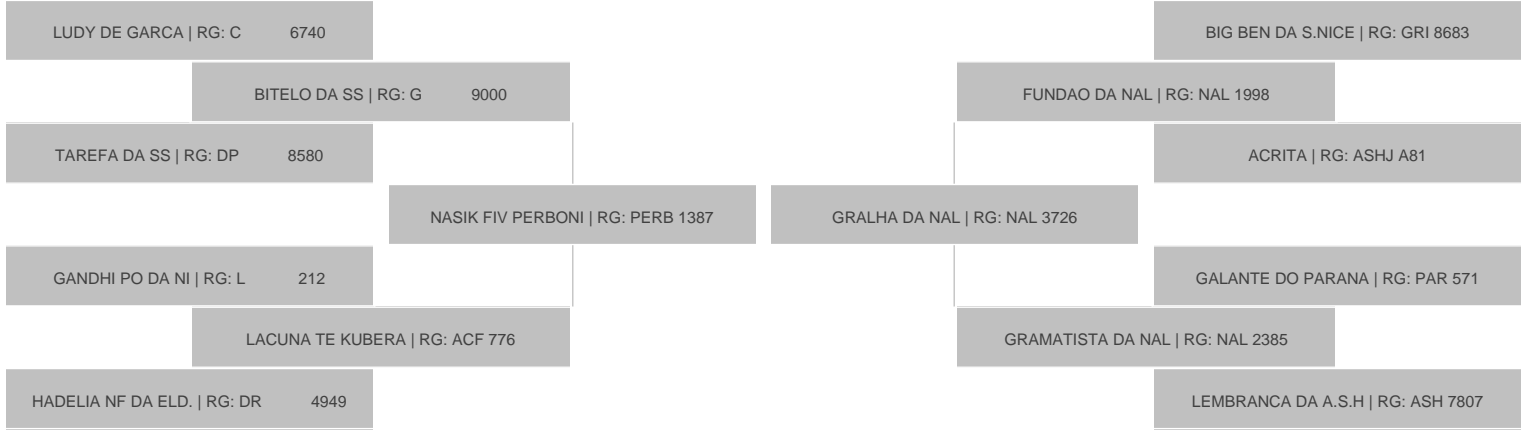 LUDY DE GARCA | RG: C 6740
BIG BEN DA S.NICE | RG: GRI 8683
BITELO DA SS | RG: G 9000
FUNDAO DA NAL | RG: NAL 1998
TAREFA DA SS | RG: DP 8580
ACRITA | RG: ASHJ A81
NASIK FIV PERBONI | RG: PERB 1387
GRALHA DA NAL | RG: NAL 3726
GANDHI PO DA NI | RG: L 212
GALANTE DO PARANA | RG: PAR 571
LACUNA TE KUBERA | RG: ACF 776
GRAMATISTA DA NAL | RG: NAL 2385
HADELIA NF DA ELD. | RG: DR 4949
LEMBRANCA DA A.S.H | RG: ASH 7807